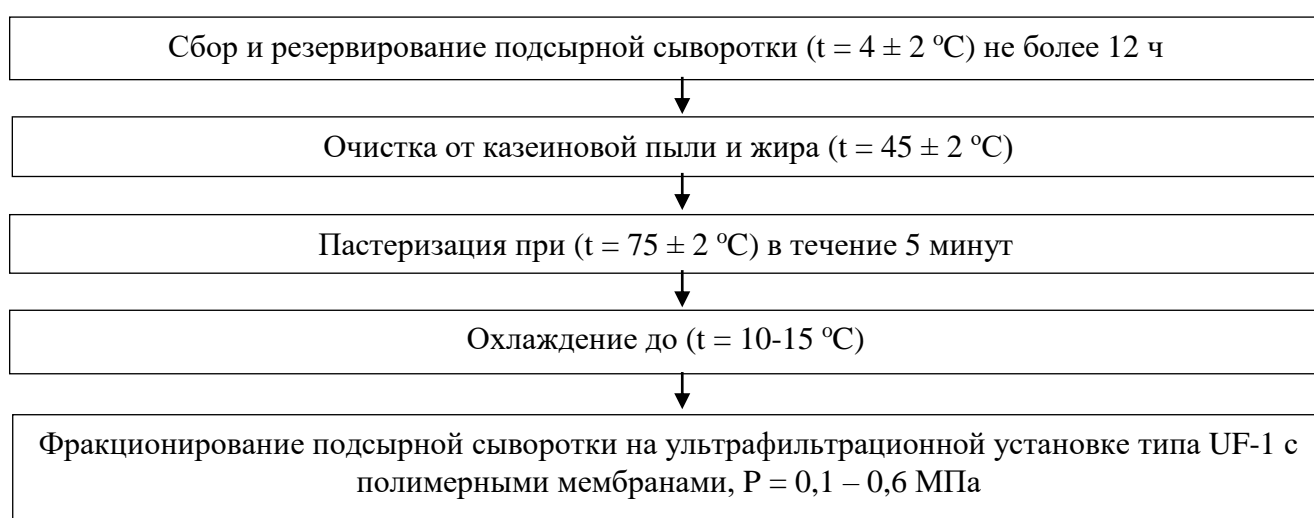 Сбор и резервирование подсырной сыворотки (t = 4 ± 2 ºС) не более 12 ч
Очистка от казеиновой пыли и жира (t = 45 ± 2 ºС)
Пастеризация при (t = 75 ± 2 ºС) в течение 5 минут
Охлаждение до (t = 10-15 ºС)
Фракционирование подсырной сыворотки на ультрафильтрационной установке типа UF-1 с
полимерными мембранами, Р = 0,1 – 0,6 МПа